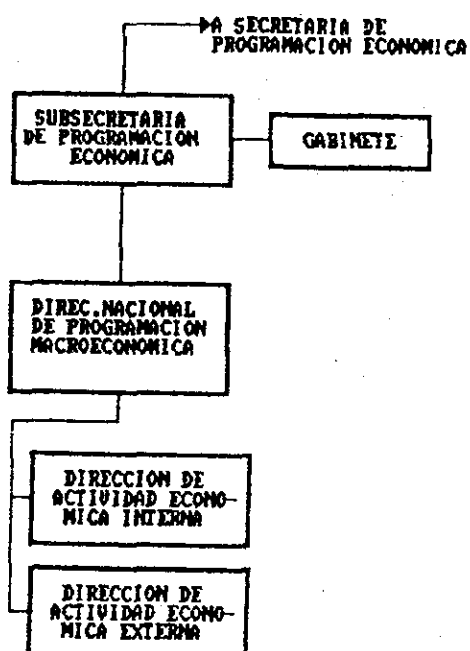 A SECRETARIA DE
PROGRAMACION ECONOMICA
SUBSECRETARIA
DE PROGRAMACION
ECONOMICA
GABINETE
DIREC.NACIONAL
DE PROGRAMACION
MACROECONOMICA
DIRECCION DE
ACTIVIDAD ECONO-
MICA INTERNA
DIRECCION DE
ACTIVIDAD ECONO-
MICA EXTERNA